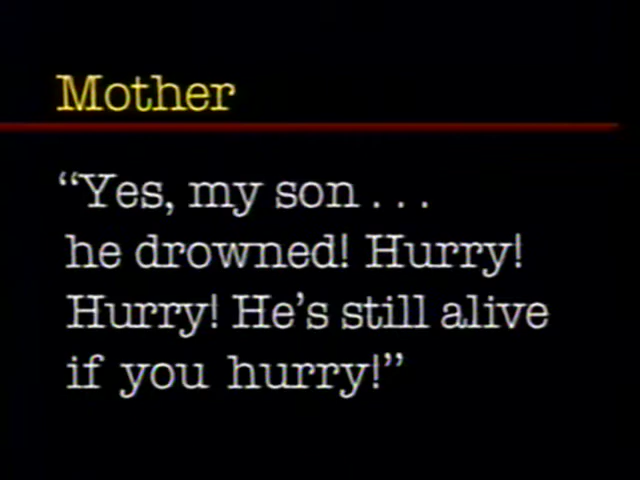 Mother
“Yes, my son . . .
he drowned! Hurry!
Hurry! He’s still alive
if you hurry!”